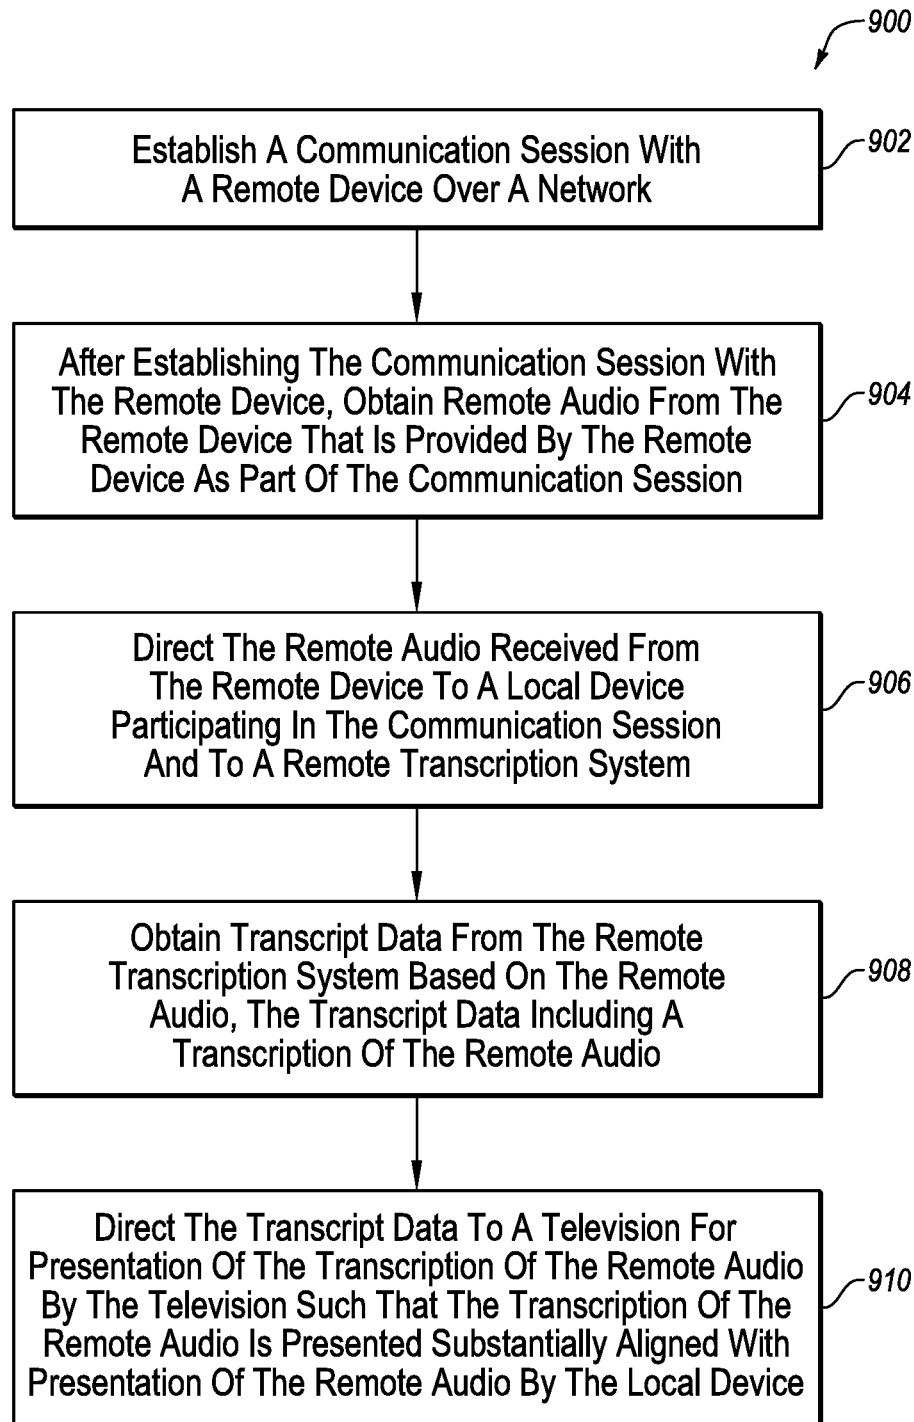 900
Establish A Communication Session With
A Remote Device Over A Network
902
After Establishing The Communication Session With
The Remote Device, Obtain Remote Audio From The
Remote Device That Is Provided By The Remote
Device As Part Of The Communication Session
904
Direct The Remote Audio Received From
The Remote Device To A Local Device
Participating In The Communication Session
And To A Remote Transcription System
906
Obtain Transcript Data From The Remote
Transcription System Based On The Remote
Audio, The Transcript Data Including A
Transcription Of The Remote Audio
908
Direct The Transcript Data To A Television For
Presentation Of The Transcription Of The Remote Audio
By The Television Such That The Transcription Of The
Remote Audio Is Presented Substantially Aligned With
Presentation Of The Remote Audio By The Local Device
910